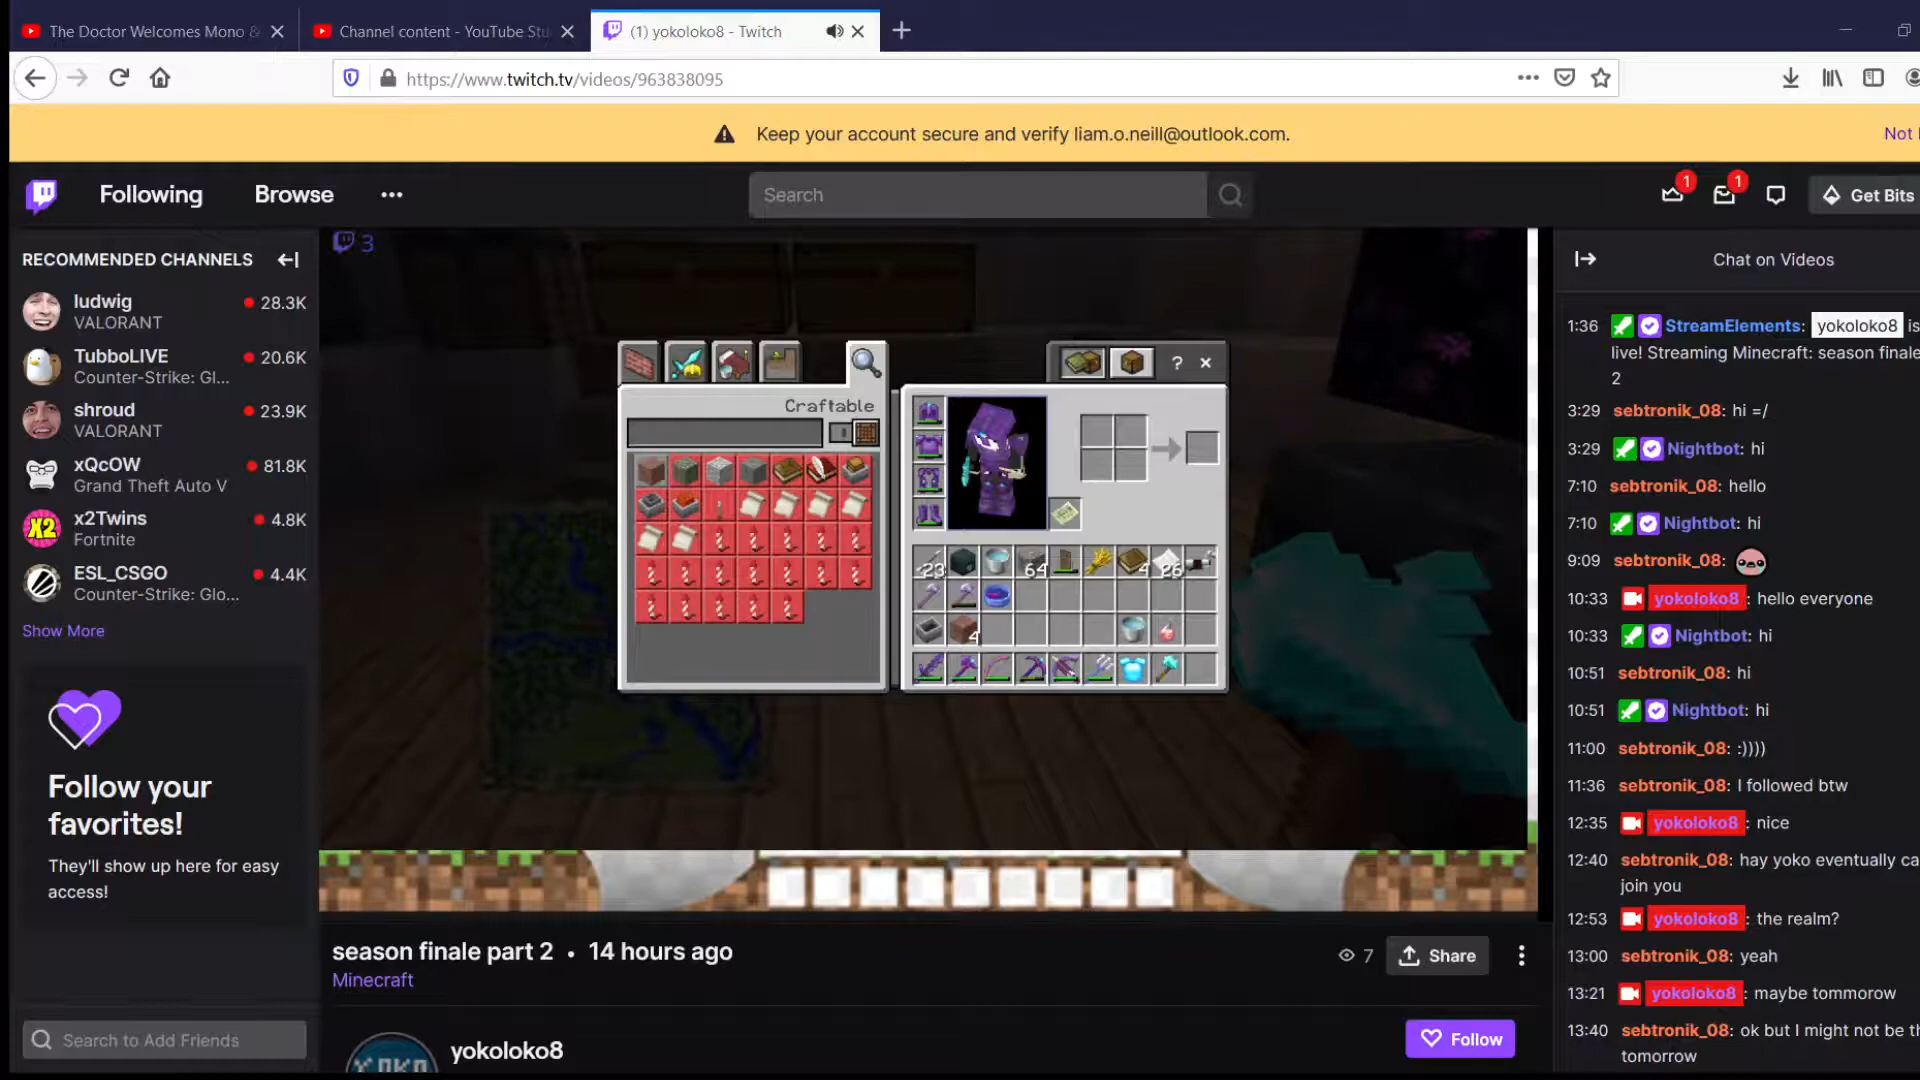 The Doctor Welcomes Mono &
Channel content - YouTube Stu
(1) yokoloko8 - Twitch
https://www.twitch.tv/videos/963838095
Keep your account secure and verify liam.o.neill@outlook.com.
Not
Following
Browse
Search
1
1
Get Bits
RECOMMENDED CHANNELS
ludwig
28.3K
VALORANT
TubboLIVE
20.6K
Counter-Strike: Gl...
shroud
23.9K
VALORANT
xQcOW
81.8K
Grand Theft Auto V
x2Twins
4.8K
Fortnite
ESL_CSGO
4.4K
Counter-Strike: Glo...
Show More
Follow your
favorites!
They'll show up here for easy
access!
Search to Add Friends
3
Craftable
?
23
64
4
26
4
season finale part 2 • 14 hours ago
Minecraft
7
Share
yokoloko8
Follow
Chat on Videos
1:36 StreamElements: yokoloko8 is
live! Streaming Minecraft: season finale
2
3:29 sebtronik_08: hi =/
3:29 Nightbot: hi
7:10 sebtronik_08: hello
7:10 Nightbot: hi
9:09 sebtronik_08:
10:33 yokoloko8: hello everyone
10:33 Nightbot: hi
10:51 sebtronik_08: hi
10:51 Nightbot: hi
11:00 sebtronik_08: :))))
11:36 sebtronik_08: I followed btw
12:35 yokoloko8: nice
12:40 sebtronik_08: hay yoko eventually ca
join you
12:53 yokoloko8: the realm?
13:00 sebtronik_08: yeah
13:21 yokoloko8: maybe tommorow
13:40 sebtronik_08: ok but I might not be th
tomorrow